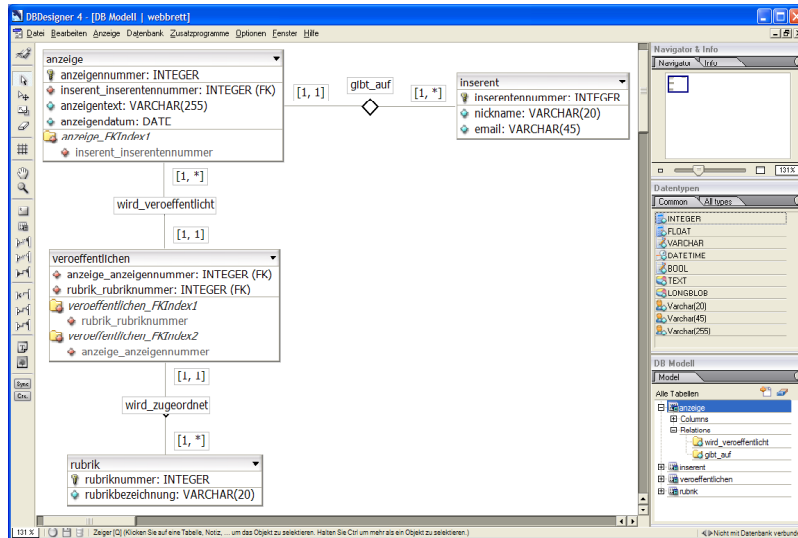 DBDesigner 4 - [DB Modell | webbrett]
Datei Bearbeiten Anzeige Datenbank Zusatzprogramme Optionen Fenster Hilfe
anzeige
anzeigennummer: INTEGER
inserent_inserentennummer: INTEGER (FK)
anzeigentext: VARCHAR(255)
anzeigendatum: DATE
anzeige_FKIndex1
inserent_inserentennummer
[1, 1]
gibt_auf
[1, *]
inserent
inserentennummer: INTEGER
nickname: VARCHAR(20)
email: VARCHAR(45)
[1, *]
wird_veroeffentlicht
[1, 1]
veroeffentlichen
anzeige_anzeigennummer: INTEGER (FK)
rubrik_rubriknummer: INTEGER (FK)
veroeffentlichen_FKIndex1
rubrik_rubriknummer
veroeffentlichen_FKIndex2
anzeige_anzeigennummer
[1, 1]
wird_zugeordnet
[1, *]
rubrik
rubriknummer: INTEGER
rubrikbezeichnung: VARCHAR(20)
Navigator & Info
Navigator Info
131%
Datentypen
Common All types
INTEGER
FLOAT
VARCHAR
DATETIME
BOOL
TEXT
LONGBLOB
Varchar(20)
Varchar(45)
Varchar(255)
DB Modell
Model
Alle Tabellen
anzeige
Columns
Relations
wird_veroeffentlicht
gibt_auf
inserent
veroeffentlichen
rubrik
Sync
131 %
Zeiger [Q] (Klicken Sie auf eine Tabelle, Notiz, ... um das Objekt zu selektieren. Halten Sie Ctrl um mehr als ein Objekt zu selektieren.)
Nicht mit Datenbank verbunde